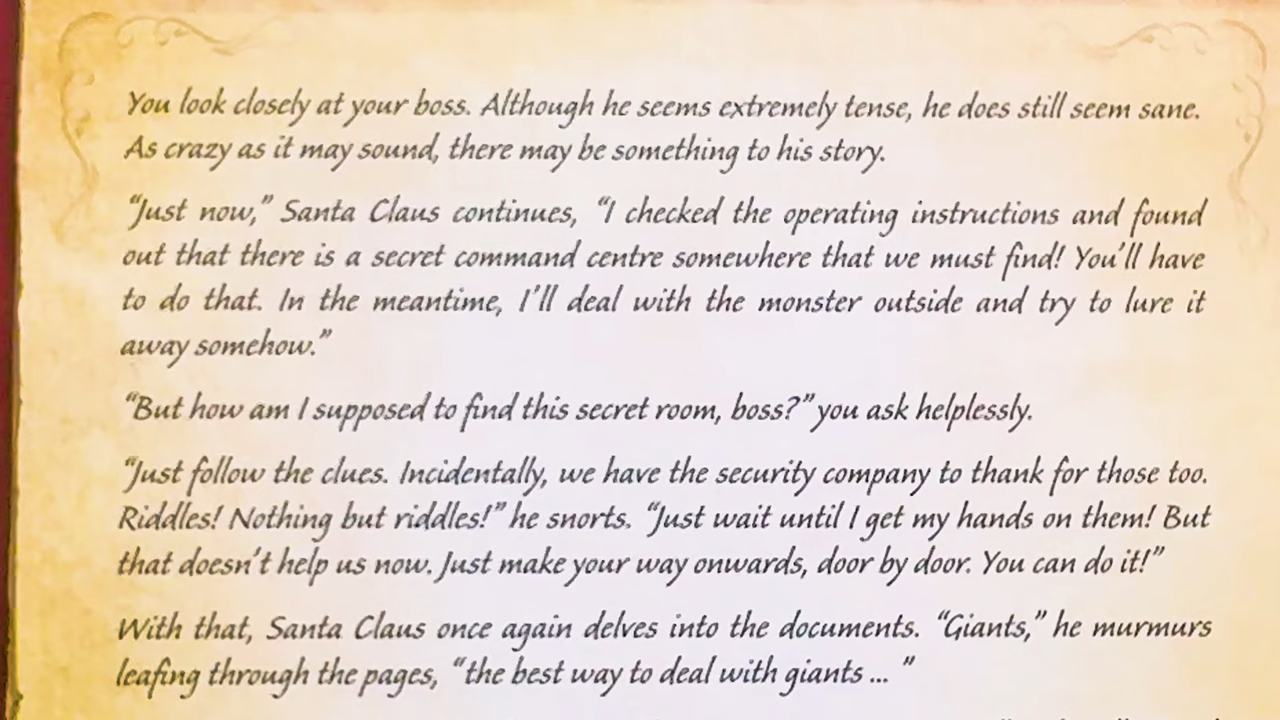 You look closely at your boss. Although he seems extremely tense, he does still seem sane.
As crazy as it may sound, there may be something to his story.
“Just now,” Santa Claus continues, “I checked the operating instructions and found
out that there is a secret command centre somewhere that we must find! You’ll have
to do that. In the meantime, I’ll deal with the monster outside and try to lure it
away somehow.”
“But how am I supposed to find this secret room, boss?” you ask helplessly.
“Just follow the clues. Incidentally, we have the security company to thank for those too.
Riddles! Nothing but riddles!” he snorts. “Just wait until I get my hands on them! But
that doesn’t help us now. Just make your way onwards, door by door. You can do it!”
With that, Santa Claus once again delves into the documents. “Giants,” he murmurs
leafing through the pages, “the best way to deal with giants ... ”